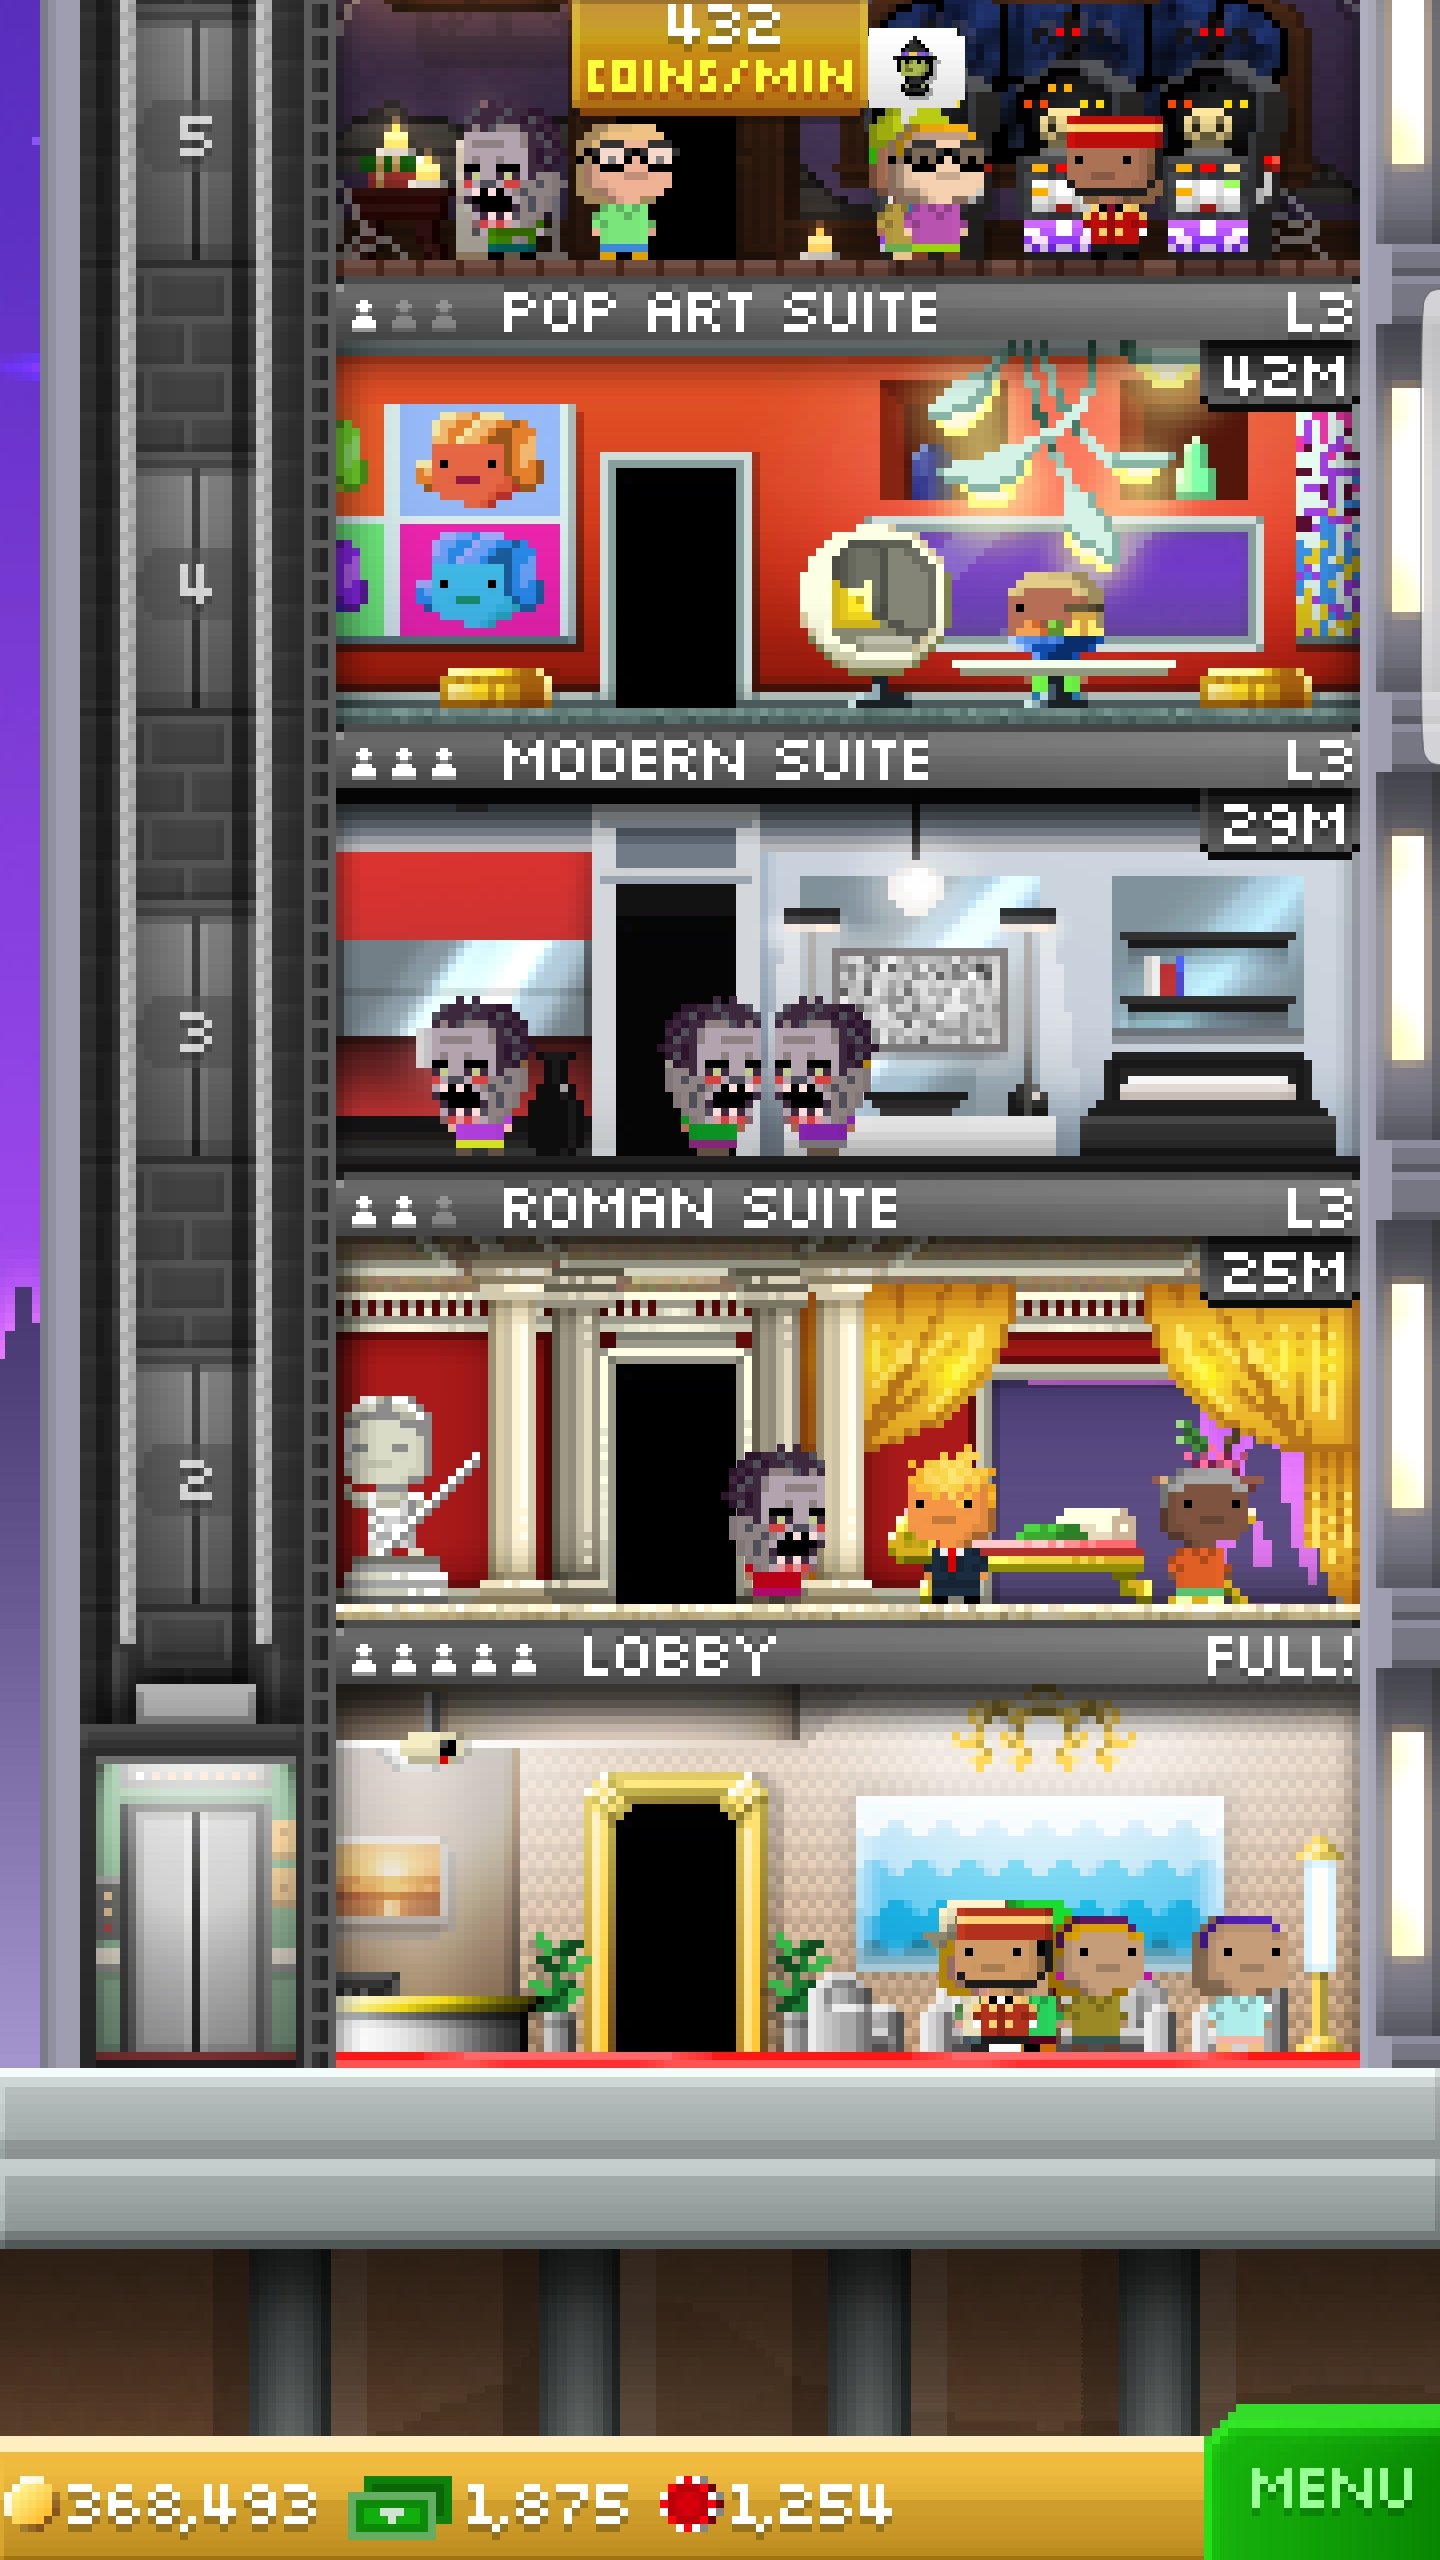 432
COINS/MIN
5
POP ART SUITE L3
42M
4
MODERN SUITE L3
29M
3
ROMAN SUITE L3
25M
2
LOBBY FULL!
368,493 1,875 1,254 MENU